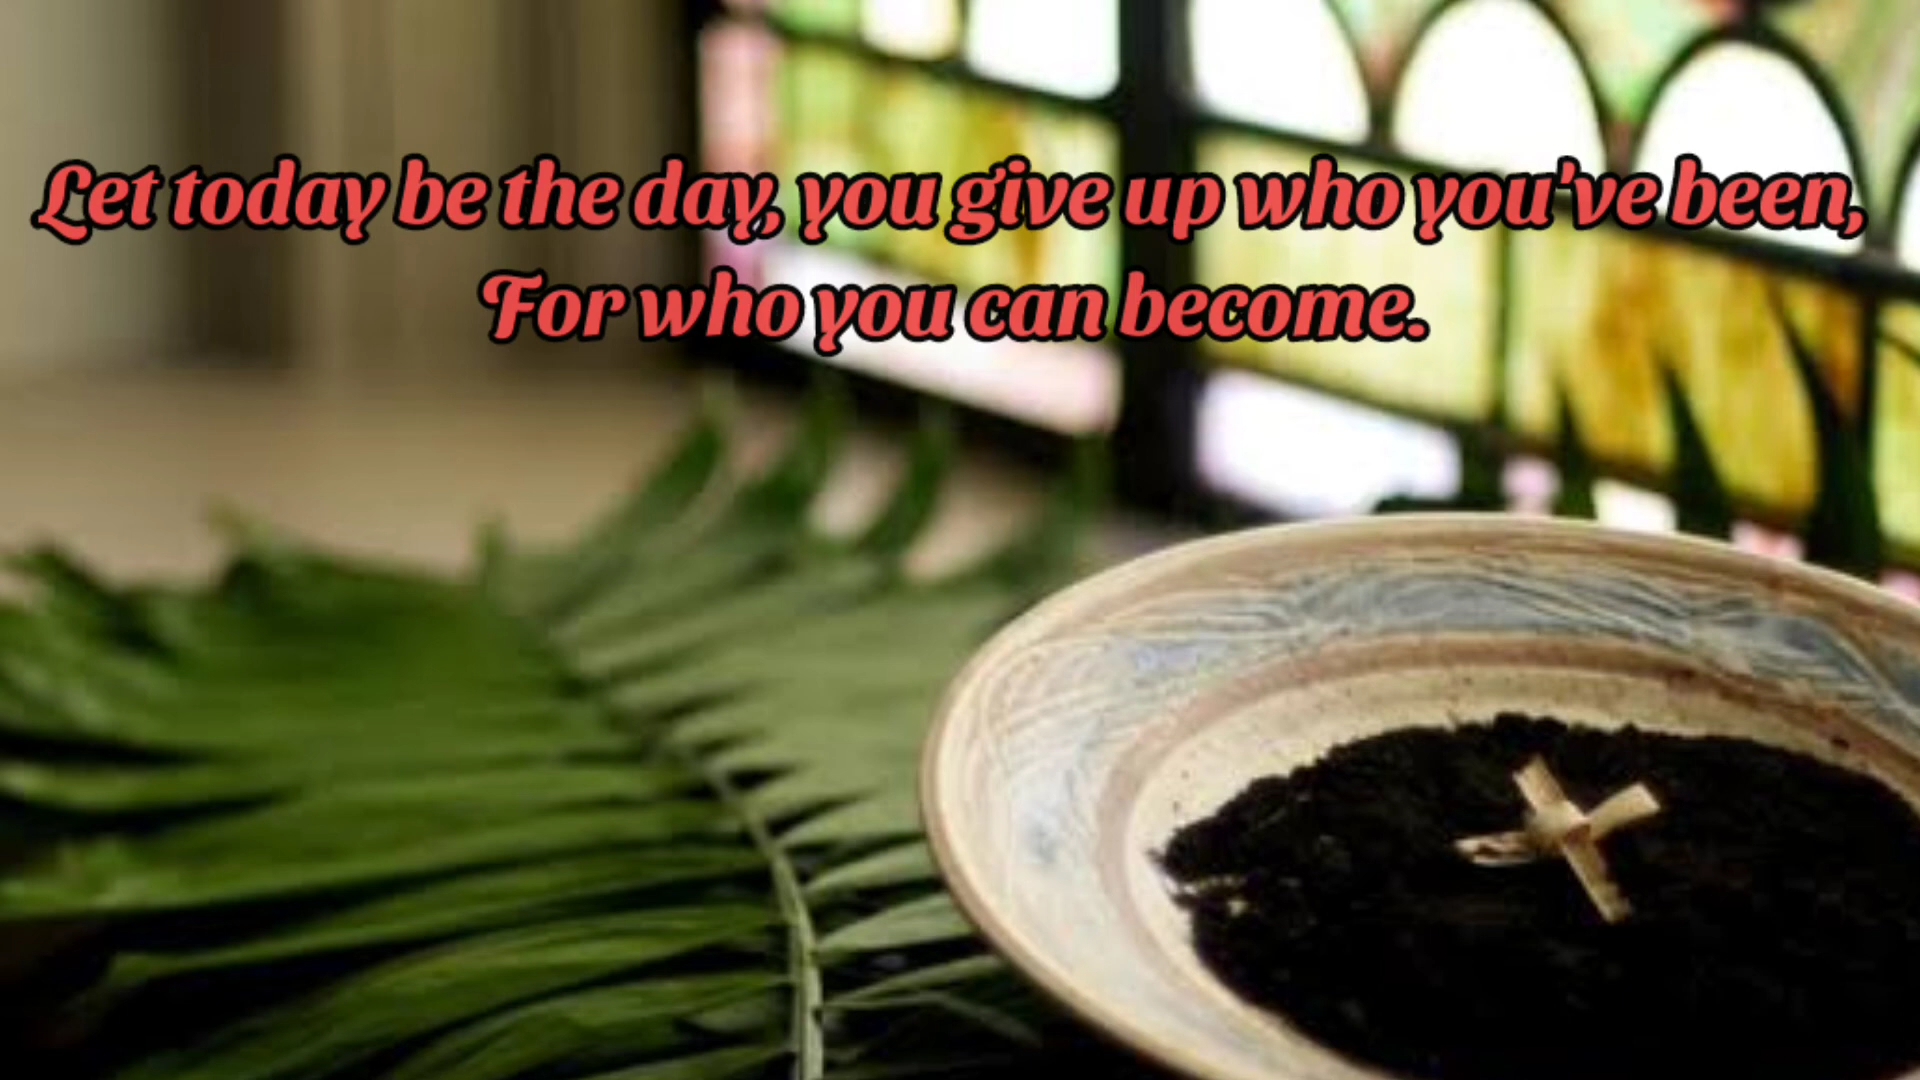 Let today be the day, you give up who you've been,
For who you can become.